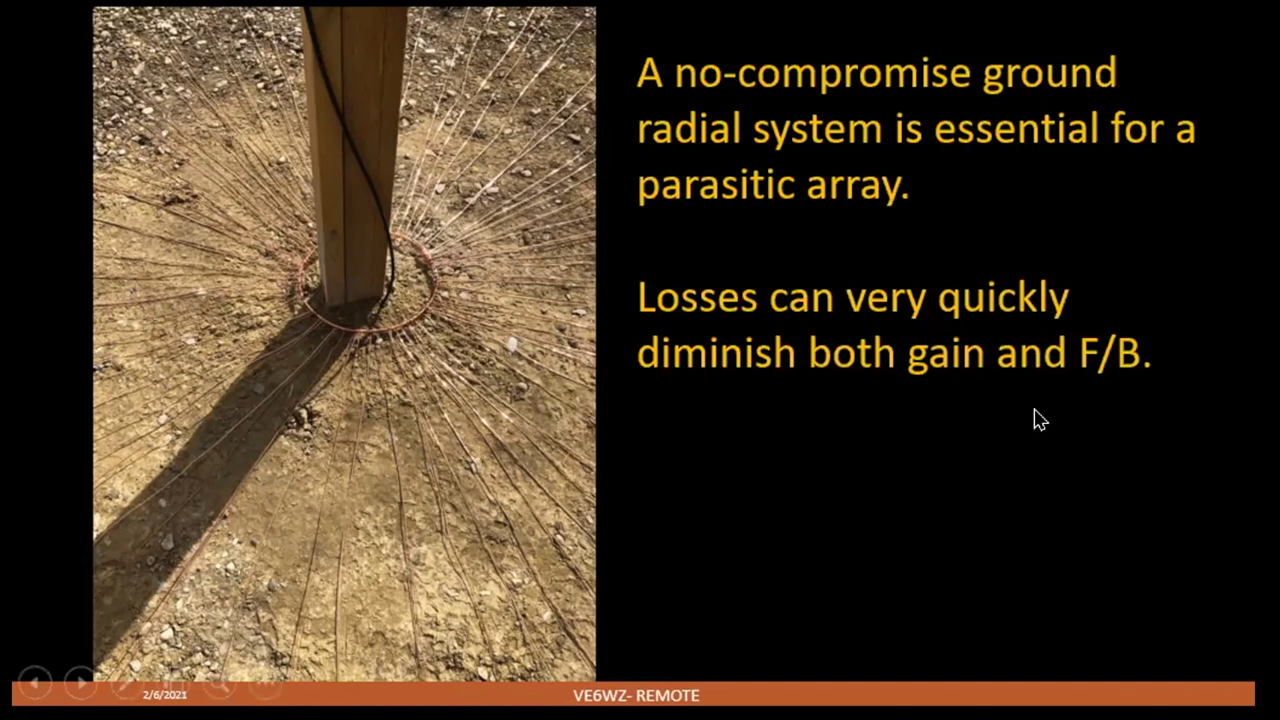 A no-compromise ground
radial system is essential for a
parasitic array.
Losses can very quickly
diminish both gain and F/B.
2/6/2021
VE6WZ- REMOTE